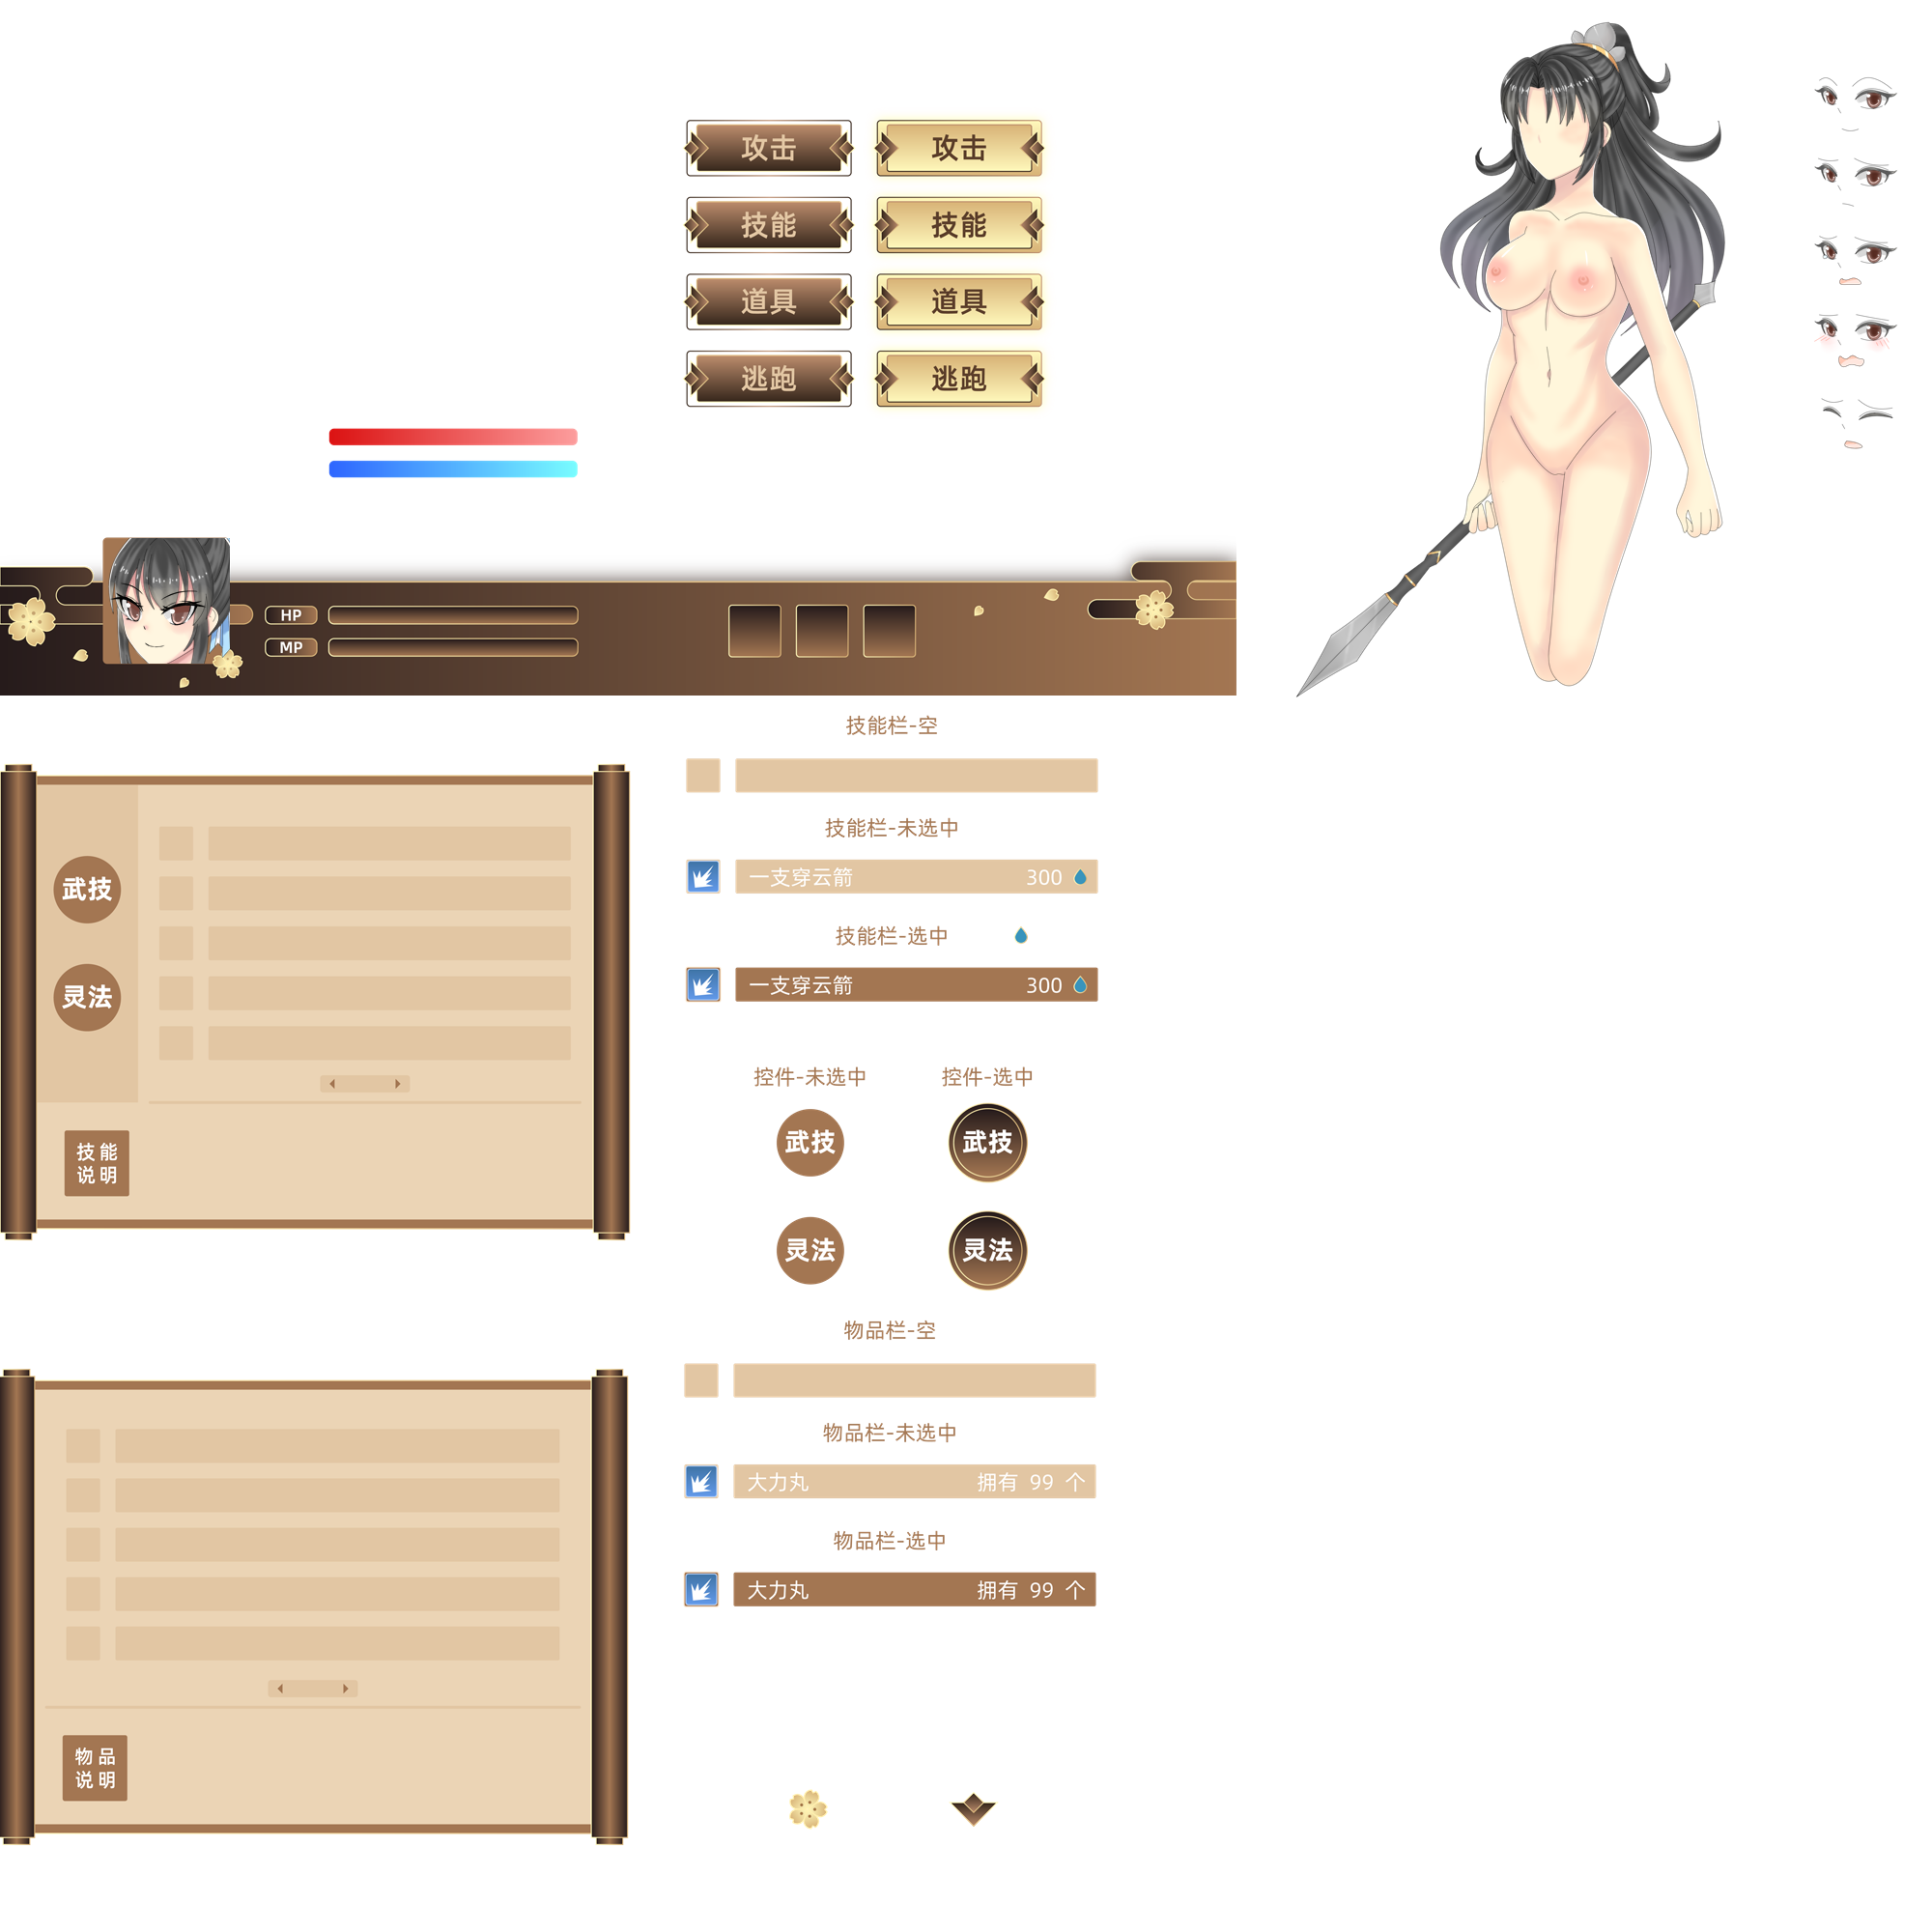 攻击
攻击
技能
技能
道具
道具
逃跑
逃跑
HP
MP
技能栏-空
技能栏-未选中
一支穿云箭 300
技能栏-选中
一支穿云箭 300
武技
灵法
技能
说明
控件-未选中
控件-选中
武技
武技
灵法
灵法
物品栏-空
物品栏-未选中
大力丸 拥有 99 个
物品栏-选中
大力丸 拥有 99 个
物品
说明